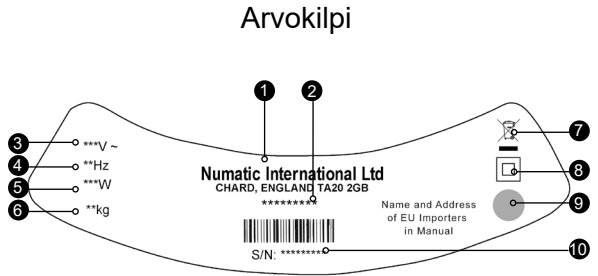 Arvokilpi
1
2
3
***V ~
4
**Hz
5
***W
6
**kg
Numatic International Ltd
CHARD, ENGLAND TA20 2GB
*********
S/N: *********
Name and Address
of EU Importers
in Manual
7
8
9
10